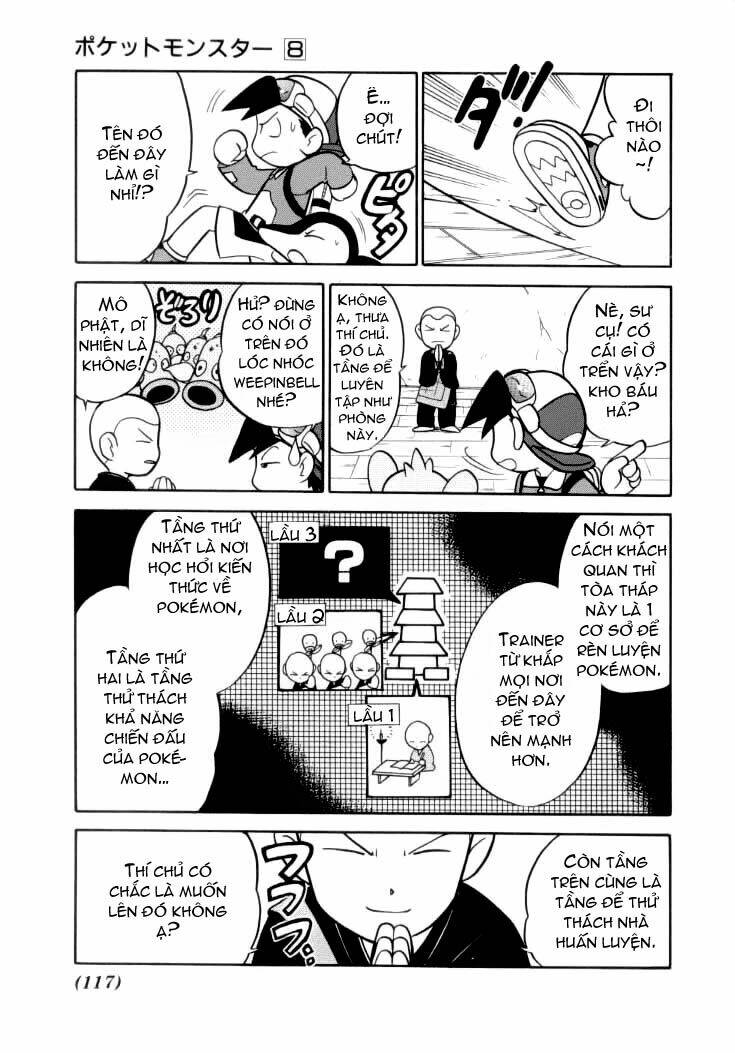 ポケットモンスター 8
ĐI
THÔI
NÀO
~!
ダッ!!
Ê...
ĐỢI
CHÚT!
ピタ
TÊN ĐÓ
ĐẾN ĐÂY
LÀM GÌ
NHỈ!?
NÈ, SƯ
CỤ! CÓ
CÁI GÌ Ở
TRỂN VẬY?
KHO BÁU
HẢ?
KHÔNG
Ạ, THƯA
THÍ CHỦ.
ĐÓ LÀ
TẦNG ĐỂ
LUYỆN
TẬP NHƯ
PHÒNG
NÀY.
HỬ? ĐỪNG
CÓ NÓI Ở
TRÊN ĐÓ
LÓC NHÓC
WEEPINBELL
NHÉ?
ぞろり
MÔ
PHẬT, DĨ
NHIÊN LÀ
KHÔNG!
NÓI MỘT
CÁCH KHÁCH
QUAN THÌ
TÒA THÁP
NÀY LÀ 1
CƠ SỞ ĐỂ
RÈN LUYỆN
POKÉMON.
TRAINER
TỪ KHẮP
MỌI NƠI
ĐẾN ĐÂY
ĐỂ TRỞ
NÊN MẠNH
HƠN.
LẦU 3
?
LẦU 2
LẦU 1
TẦNG THỨ
NHẤT LÀ NƠI
HỌC HỎI KIẾN
THỨC VỀ
POKÉMON,
TẦNG THỨ
HAI LÀ TẦNG
THỬ THÁCH
KHẢ NĂNG
CHIẾN ĐẤU
CỦA POKÉ-
MON...
CÒN TẦNG
TRÊN CÙNG LÀ
TẦNG ĐỂ THỬ
THÁCH NHÀ
HUẤN LUYỆN.
フフフ..
THÍ CHỦ CÓ
CHẮC LÀ MUỐN
LÊN ĐÓ KHÔNG
Ạ?
(117)